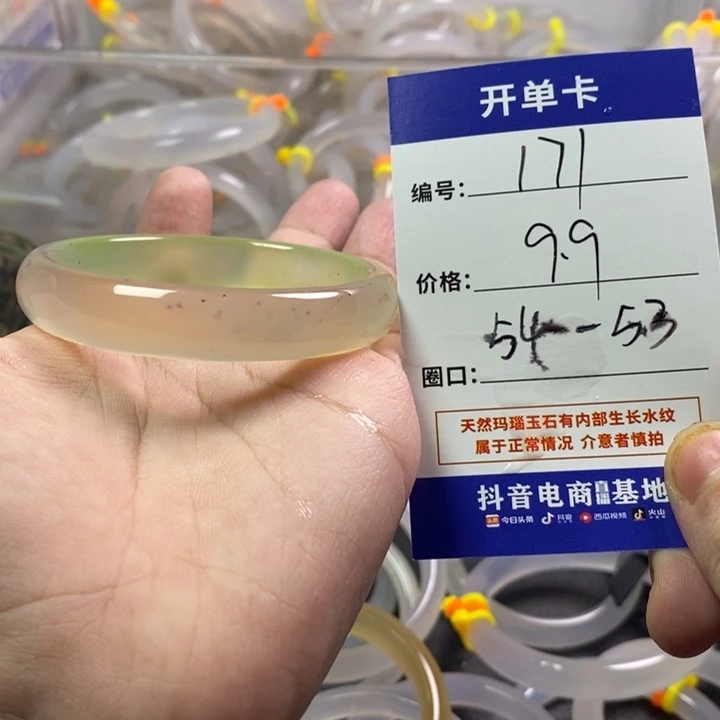 开单卡
编号: 171
价格: 9.9
圈口: 54-53
天然玛瑙玉石有内部生长水纹
属于正常情况 介意者慎拍
抖音电商直播基地
今日头条 抖音 西瓜视频 火山